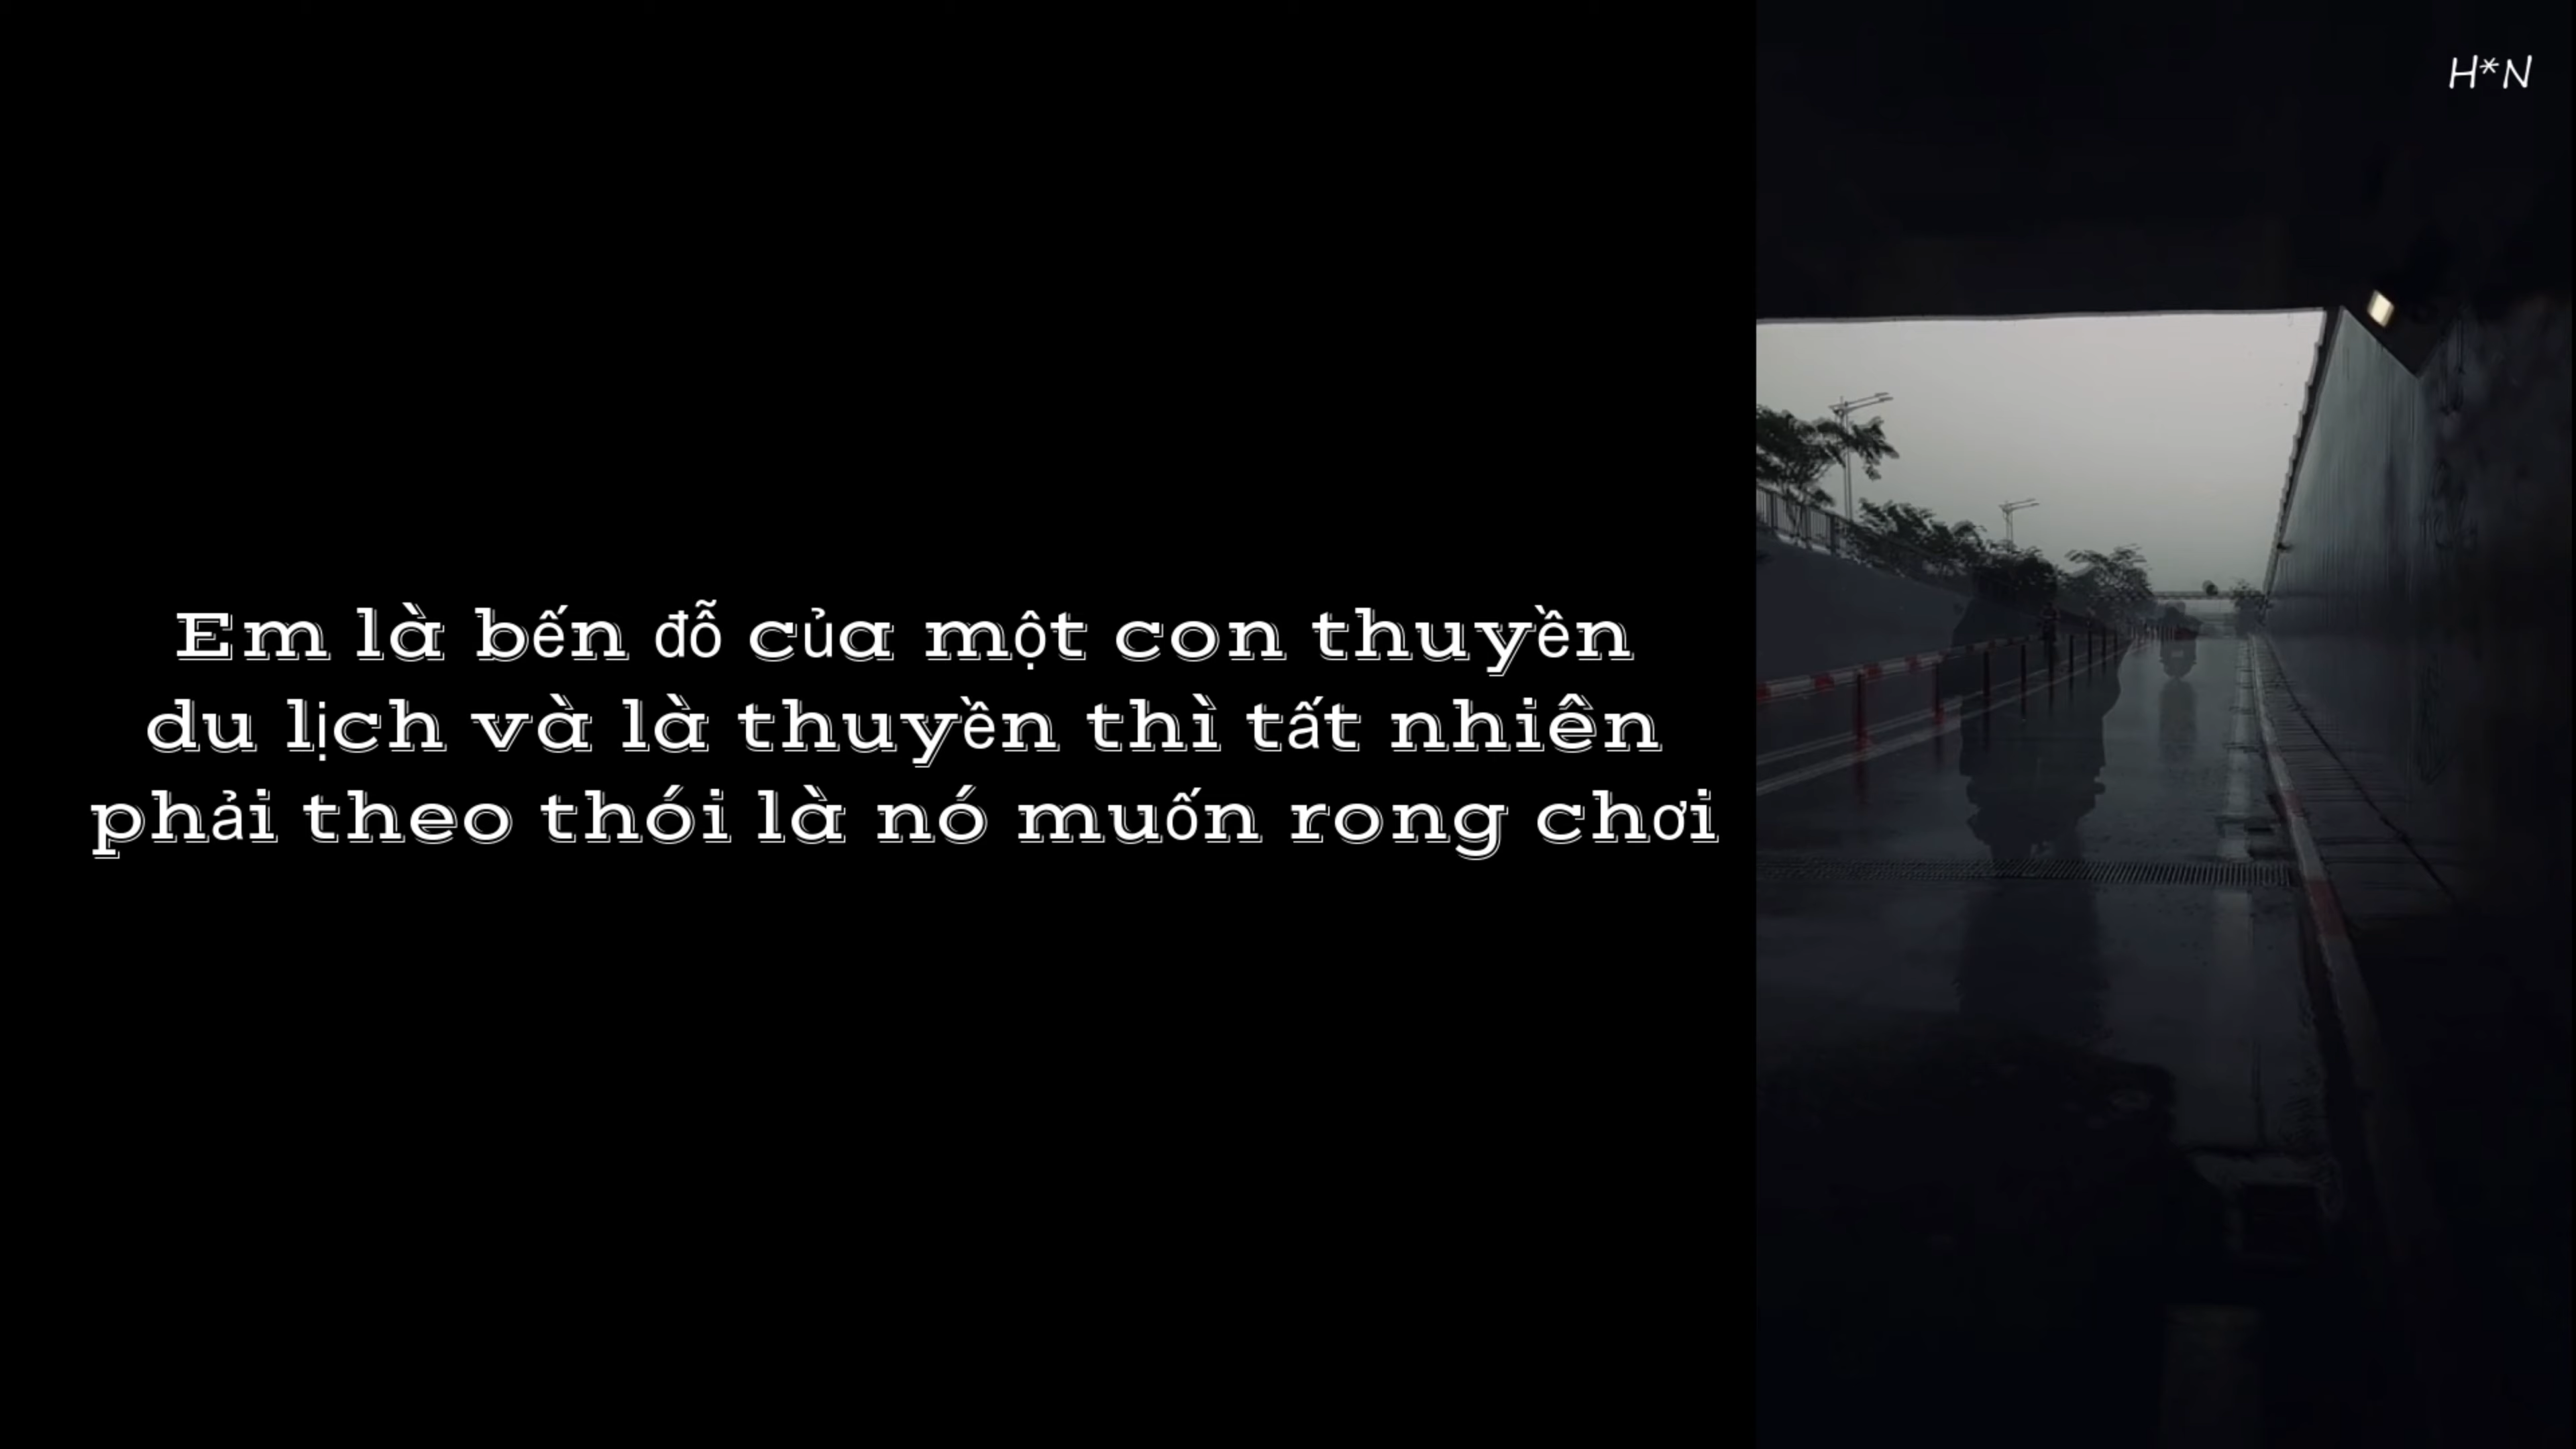 H*N
Em là bến đỗ của một con thuyền
du lịch và là thuyền thì tất nhiên
phải theo thói là nó muốn rong chơi